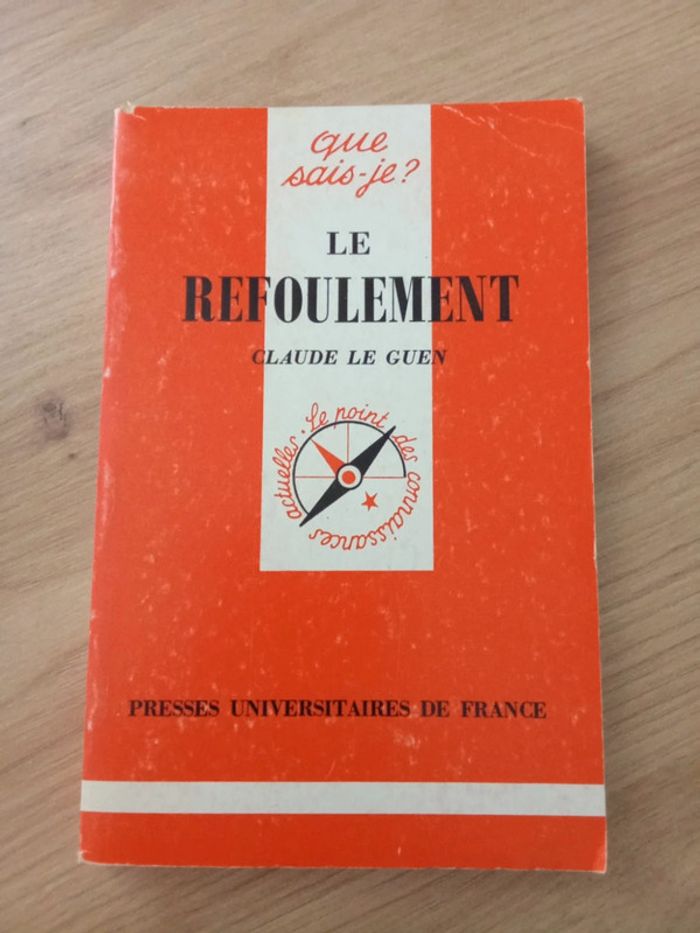 que
sais-je?
LE
REFOULEMENT
CLAUDE LE GUEN
le point des connaissances actuelles.
PRESSES UNIVERSITAIRES DE FRANCE